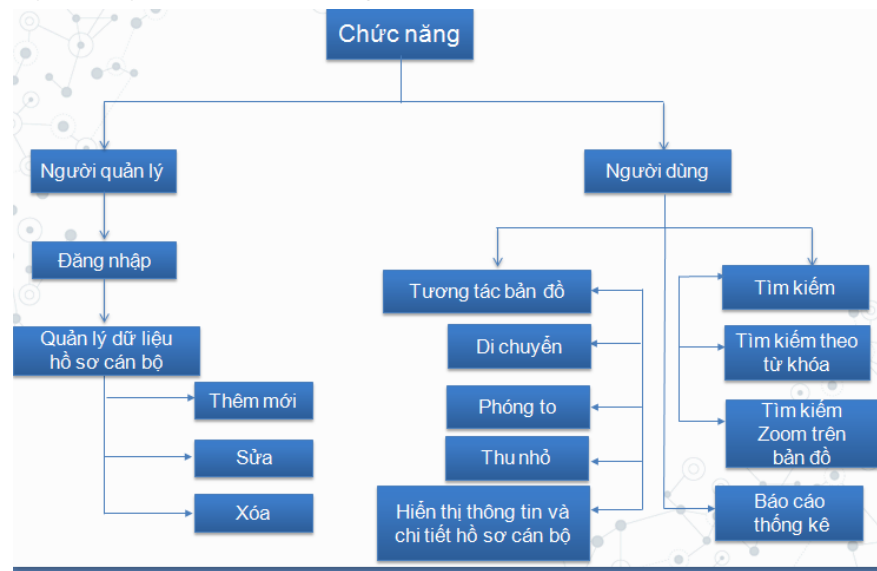 Chức năng
Người quản lý
Người dùng
Đăng nhập
Quản lý dữ liệu
hồ sơ cán bộ
Thêm mới
Sửa
Xóa
Tương tác bản đồ
Di chuyển
Phóng to
Thu nhỏ
Hiển thị thông tin và
chi tiết hồ sơ cán bộ
Tìm kiếm
Tìm kiếm theo
từ khóa
Tìm kiếm
Zoom trên
bản đồ
Báo cáo
thống kê